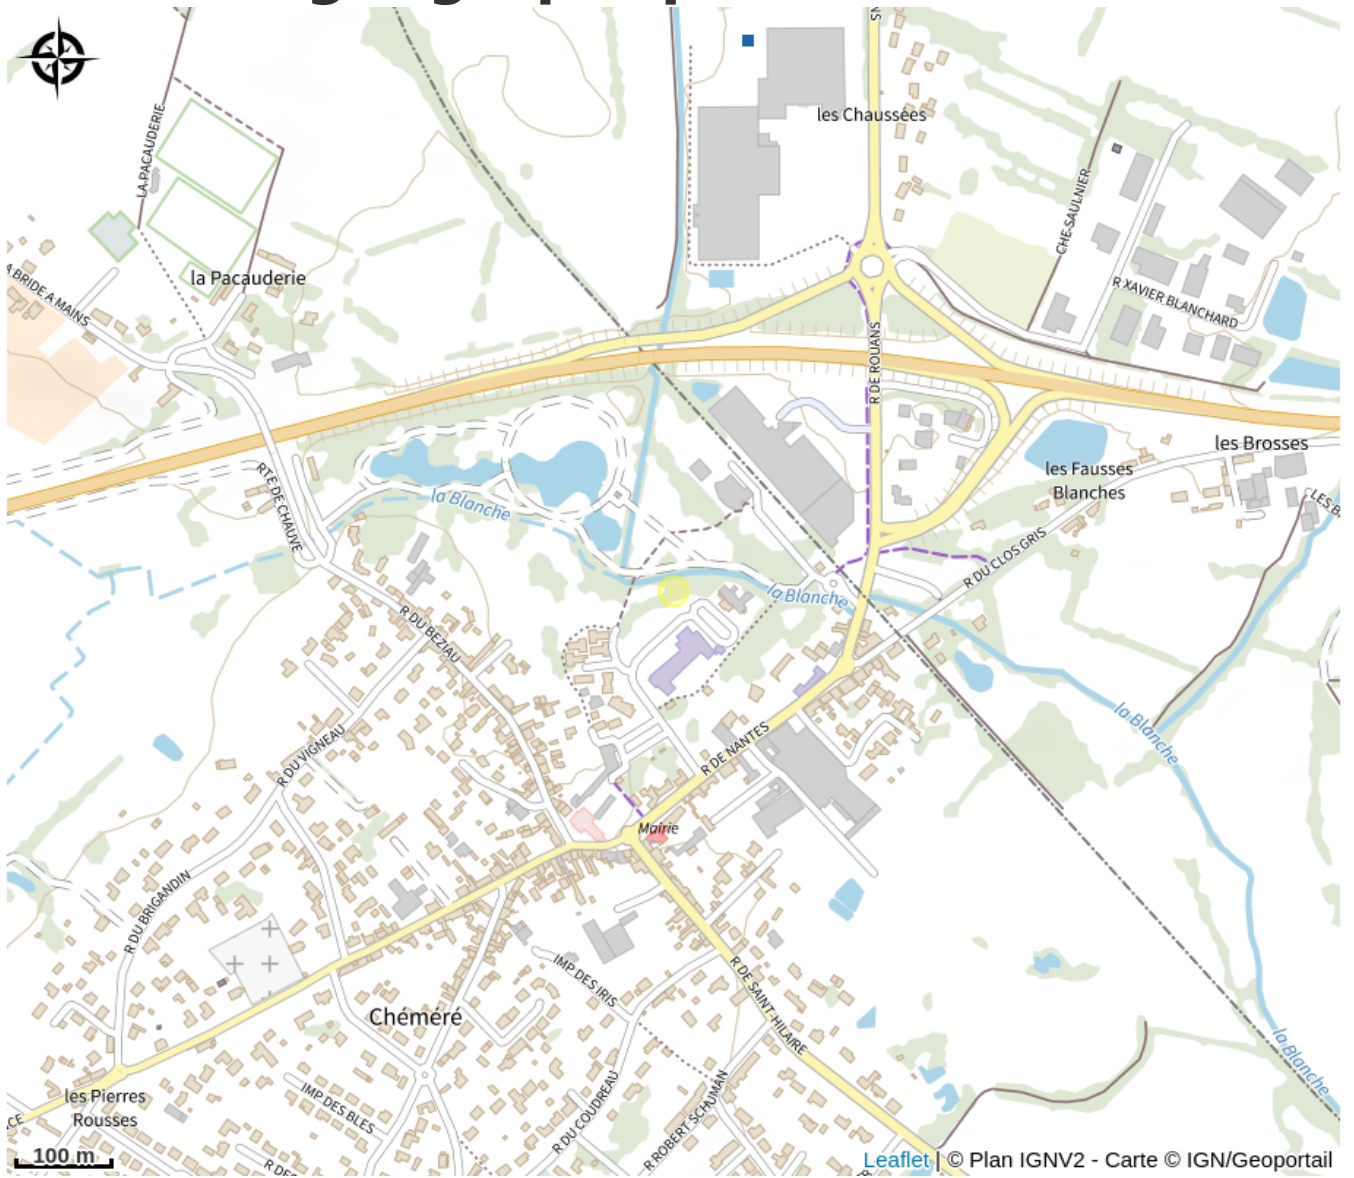 les Chaussées
LA PACAUDERIE
CHE SAULNIER
la Pacauderie
A BRIDE A MAINS
R XAVIER BLANCHARD
R DE ROUANS
les Brosses
les Fausses
Blanches
RTE DE CHAUVE
la Blanche
LES B
R DU CLOS GRIS
la Blanche
R DU BEZIAU
la Blanche
R DU VIGNEAU
R DE NANTES
Mairie
R DU BRIGANDIN
IMP DES IRIS
R DE SAINT-HILAIRE
Chéméré
la Blanche
les Pierres
Rousses
IMP DES BLES
R DU COUDREAU
R ROBERT SCHUMAN
CE
R DES
100 m
Leaflet | © Plan IGNV2 - Carte © IGN/Geoportail